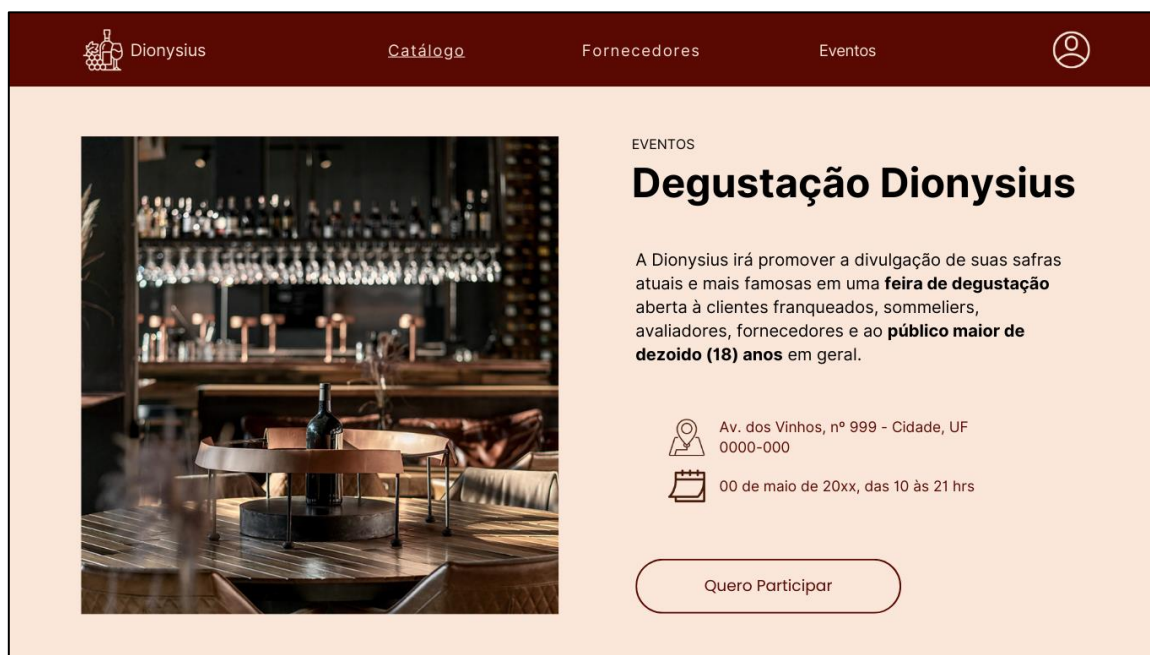 Dionysius
Catálogo
Fornecedores
Eventos
EVENTOS
Degustação Dionysius
A Dionysius irá promover a divulgação de suas safras
atuais e mais famosas em uma feira de degustação
aberta à clientes franqueados, sommeliers,
avaliadores, fornecedores e ao público maior de
dezoido (18) anos em geral.
Av. dos Vinhos, nº 999 - Cidade, UF
0000-000
00 de maio de 20xx, das 10 às 21 hrs
Quero Participar